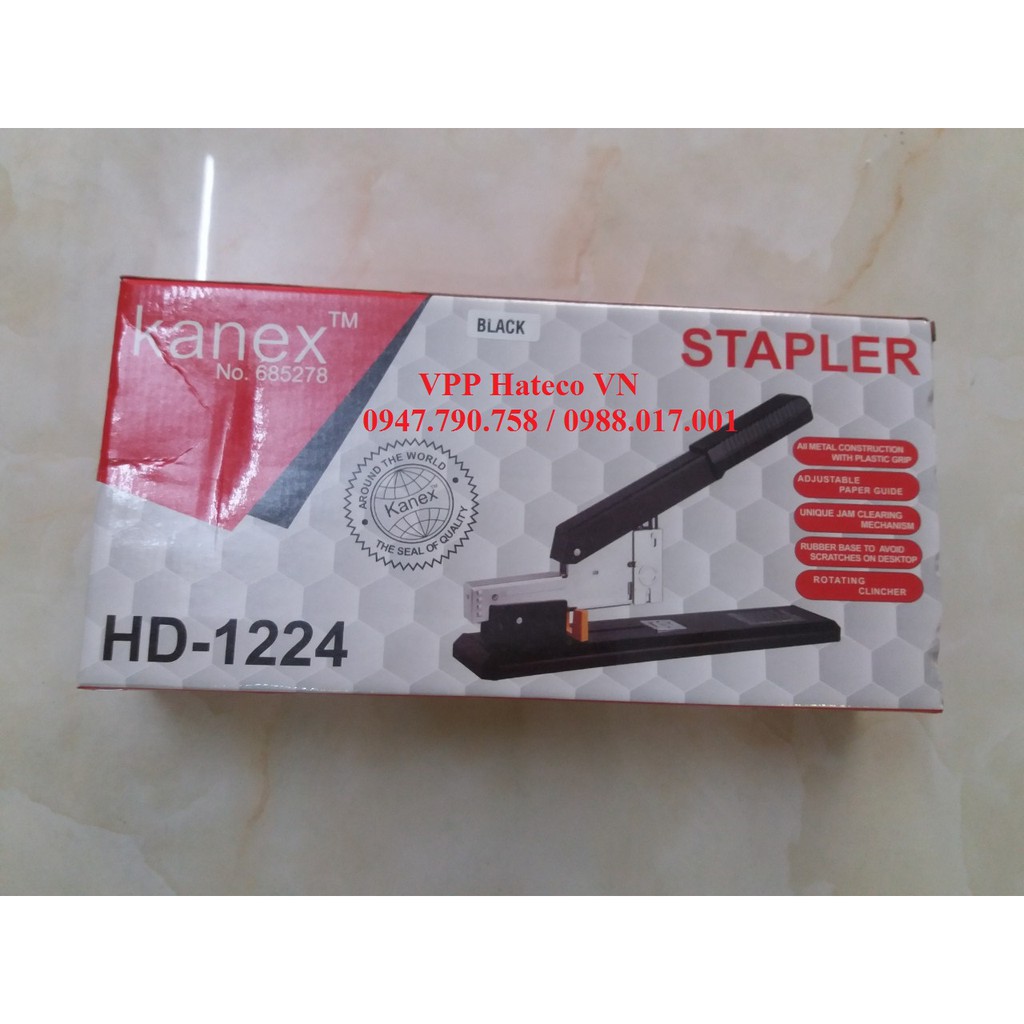 kanex™
No. 685278
BLACK
STAPLER
VPP Hateco VN
0947.790.758 / 0988.017.001
AROUND THE WORLD
Kanex
THE SEAL OF QUALITY
All METAL CONSTRUCTION
WITH PLASTIC GRIP
ADJUSTABLE
PAPER GUIDE
UNIQUE JAM CLEARING
MECHANISM
RUBBER BASE TO AVOID
SCRATCHES ON DESKTOP
ROTATING
CLINCHER
HD-1224